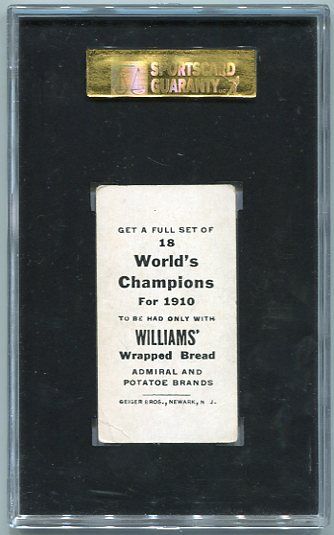 SPORTSCARD
GUARANTY
GET A FULL SET OF
18
World's
Champions
For 1910
TO BE HAD ONLY WITH
WILLIAMS'
Wrapped Bread
ADMIRAL AND
POTATOE BRANDS
GEIGER BROS., NEWARK, N. J.